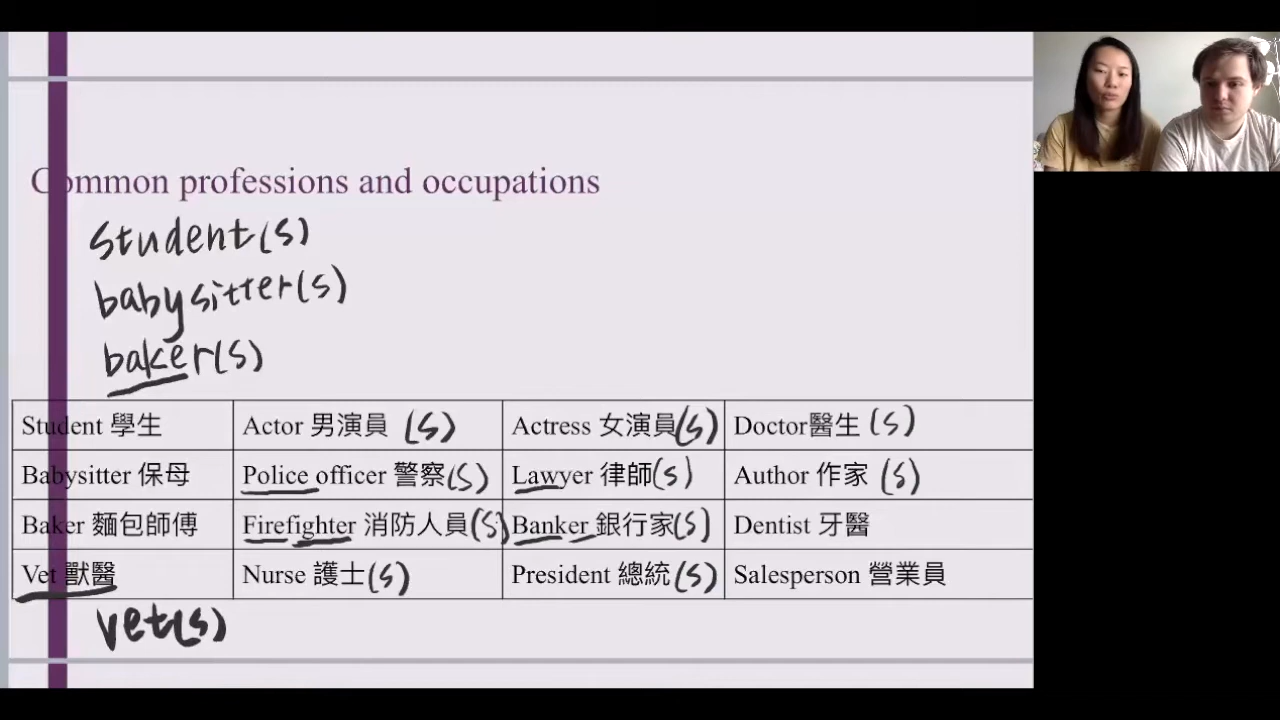 Common professions and occupations
student(s)
babysitter(s)
baker(s)
Student 學生 Actor 男演員 (s) Actress 女演員(s) Doctor醫生 (s)
Babysitter 保母 Police officer 警察(s) Lawyer 律師(s) Author 作家 (s)
Baker 麵包師傅 Firefighter 消防人員(s) Banker 銀行家(s) Dentist 牙醫
Vet 獸醫 Nurse 護士(s) President 總統(s) Salesperson 營業員
vet(s)